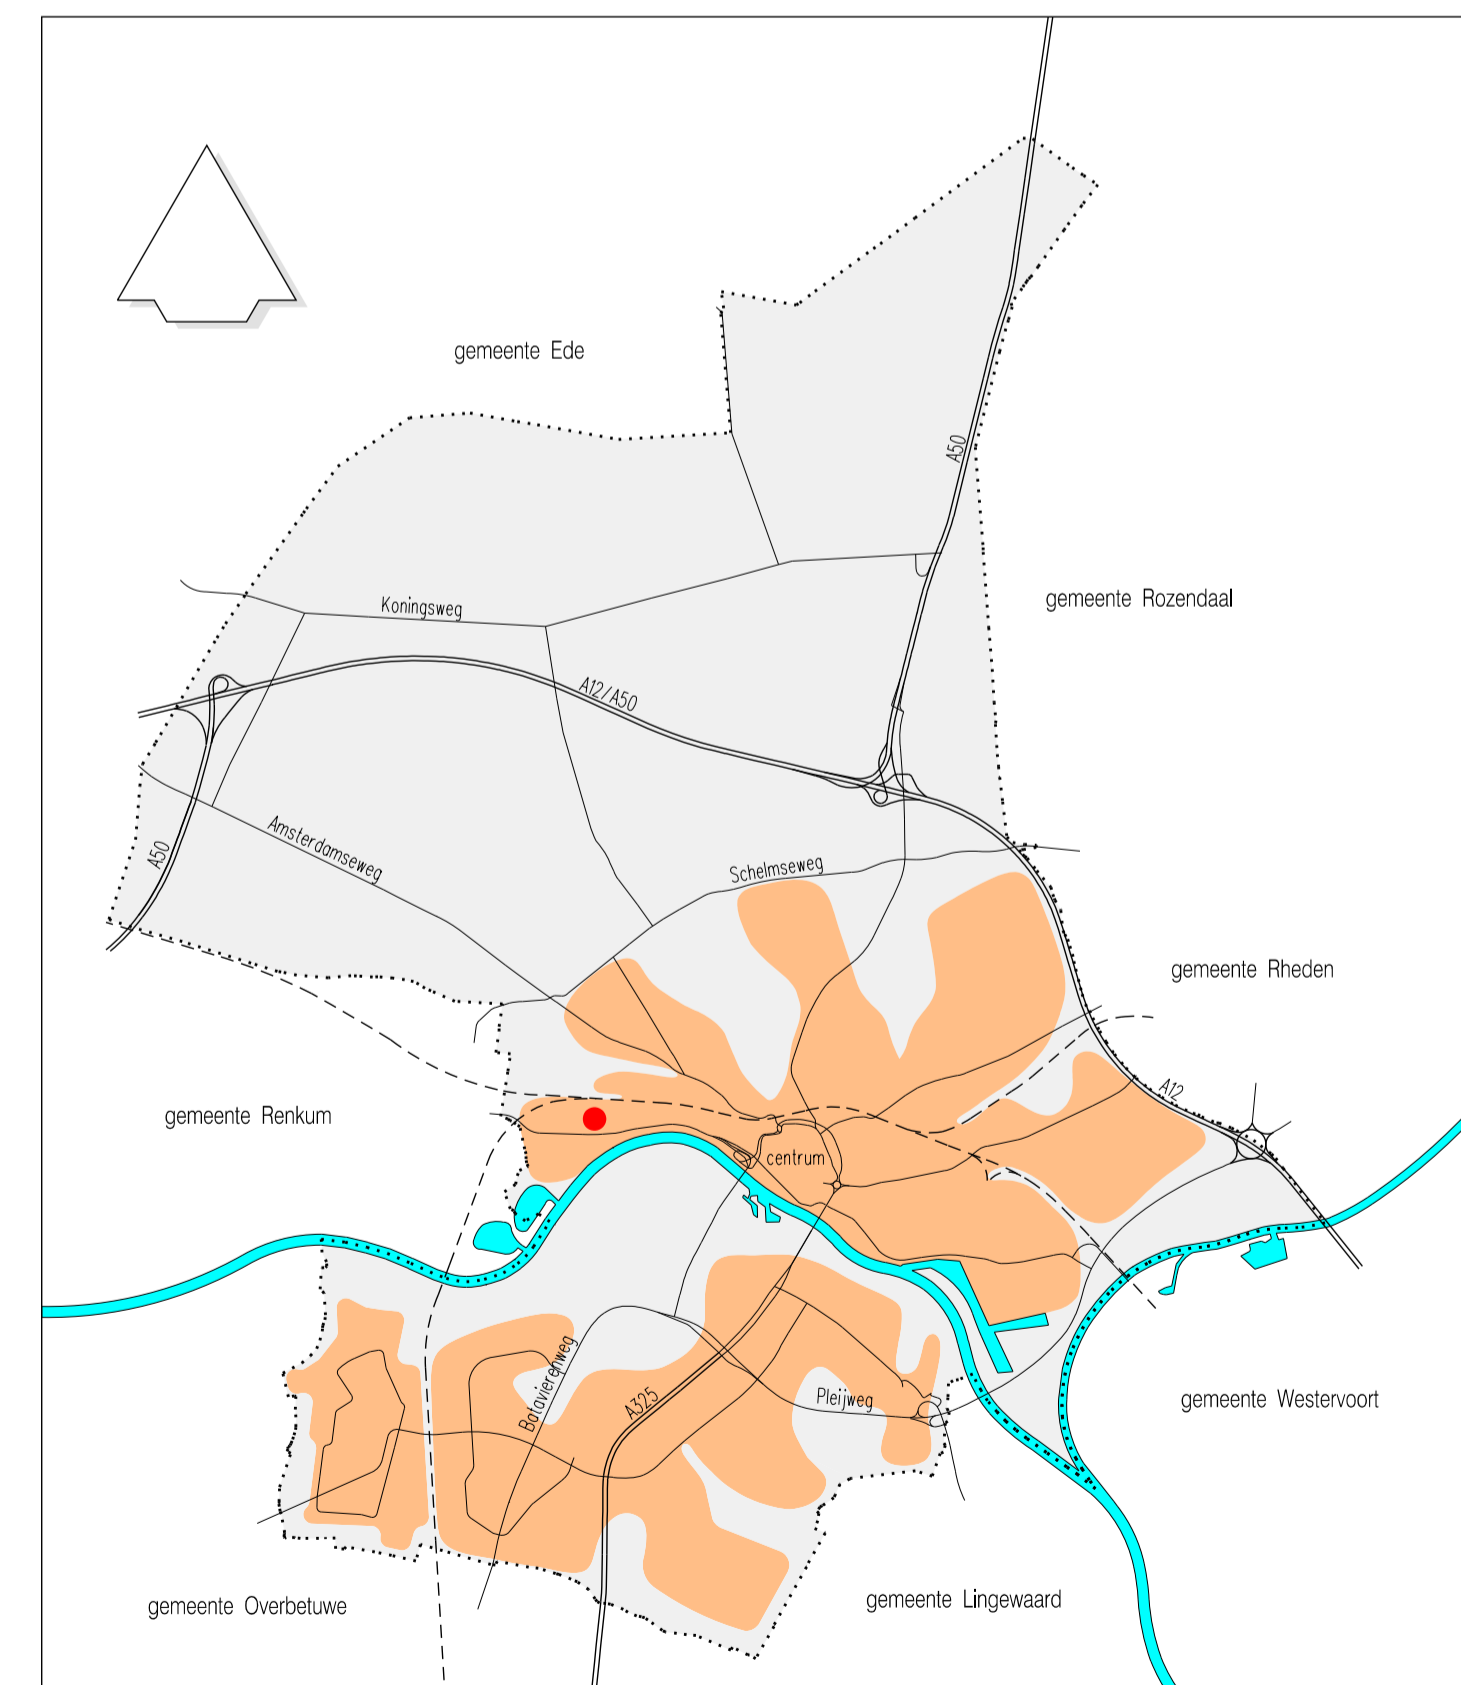 gemeente Ede
A50
gemeente Rozendaal
Koningsweg
A12/A50
Amsterdamseweg
A50
Schelmseweg
gemeente Rheden
A12
gemeente Renkum
centrum
Batavierenweg
A325
Pleijweg
gemeente Westervoort
gemeente Overbetuwe
gemeente Lingewaard